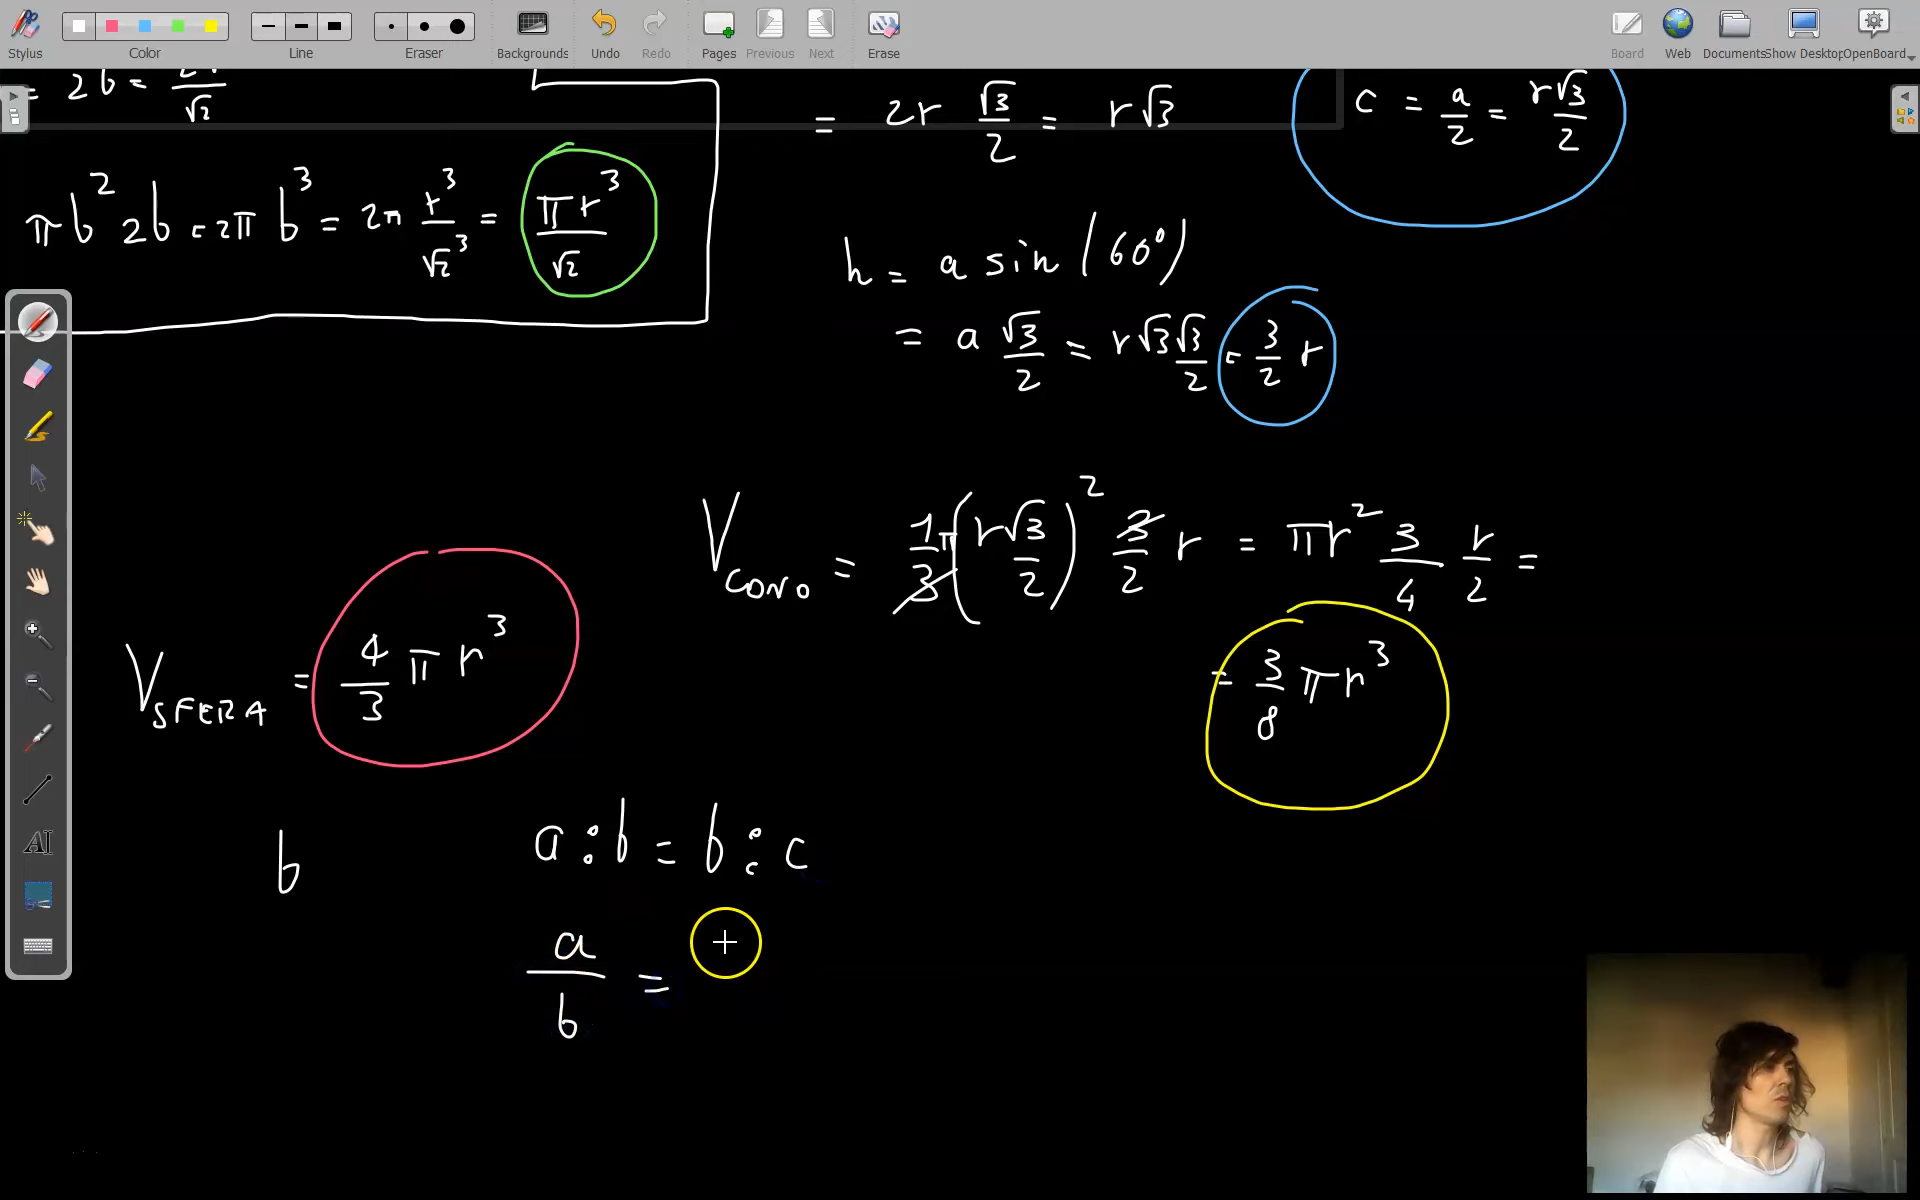 Stylus Color Line Eraser Backgrounds Undo Redo Pages Previous Next Erase Board Web Documents Show Desktop OpenBoard
= 2b = 2r/√2
πb² 2b = 2π b³ = 2π r³/√2³ = πr³/√2
= 2r √3/2 = r√3
c = a/2 = r√3/2
h = a sin(60°)
= a √3/2 = r√3 √3/2 = 3/2 r
V CONO = 1/3 π (r√3/2)² 3/2 r = πr² 3/4 r/2 =
= 3/8 πr³
V SFERA = 4/3 π r³
b
a : b = b : c
a/b =